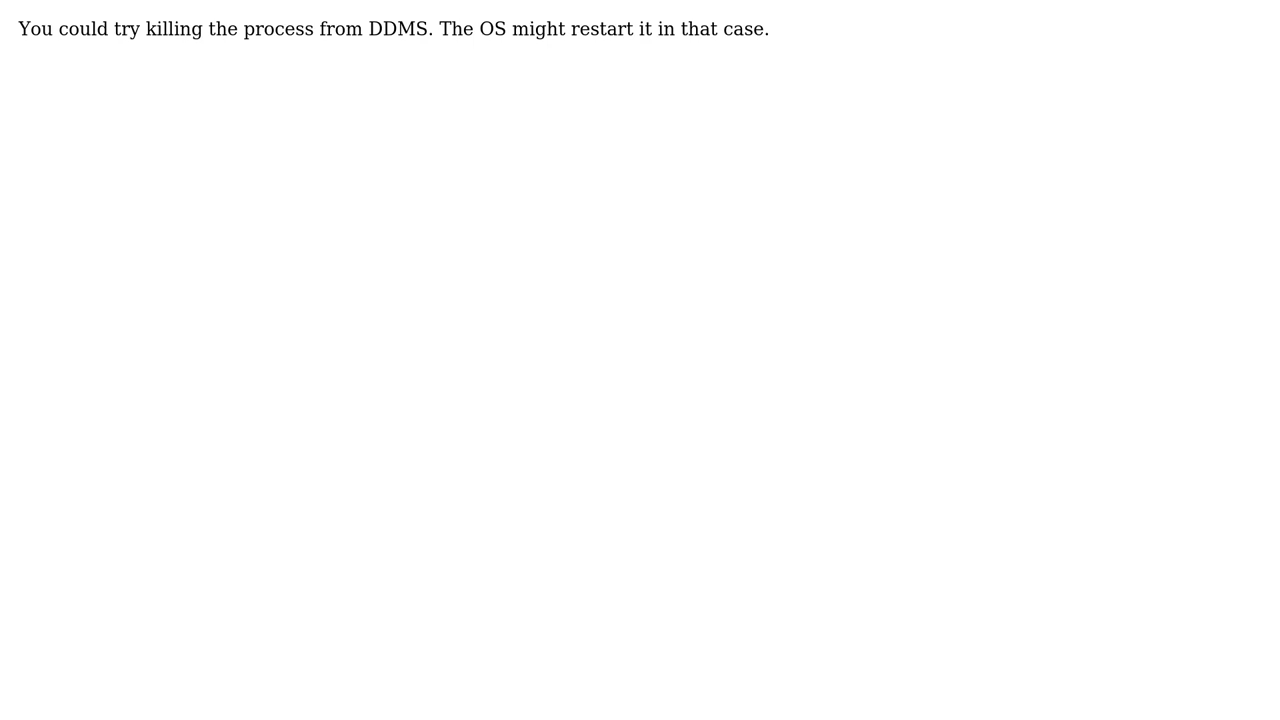 You could try killing the process from DDMS. The OS might restart it in that case.